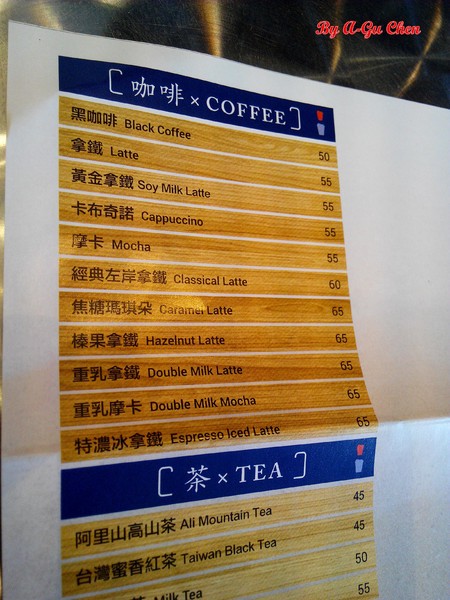 By A-Gu Chen
[咖啡 × COFFEE]
黑咖啡 Black Coffee 50
拿鐵 Latte 55
黃金拿鐵 Soy Milk Latte 55
卡布奇諾 Cappuccino 55
摩卡 Mocha 55
經典左岸拿鐵 Classical Latte 60
焦糖瑪琪朵 Caramel Latte 65
榛果拿鐵 Hazelnut Latte 65
重乳拿鐵 Double Milk Latte 65
重乳摩卡 Double Milk Mocha 65
特濃冰拿鐵 Espresso Iced Latte 65
[茶 × TEA]
阿里山高山茶 Ali Mountain Tea 45
台灣蜜香紅茶 Taiwan Black Tea 45
茶 Milk Tea 50
55